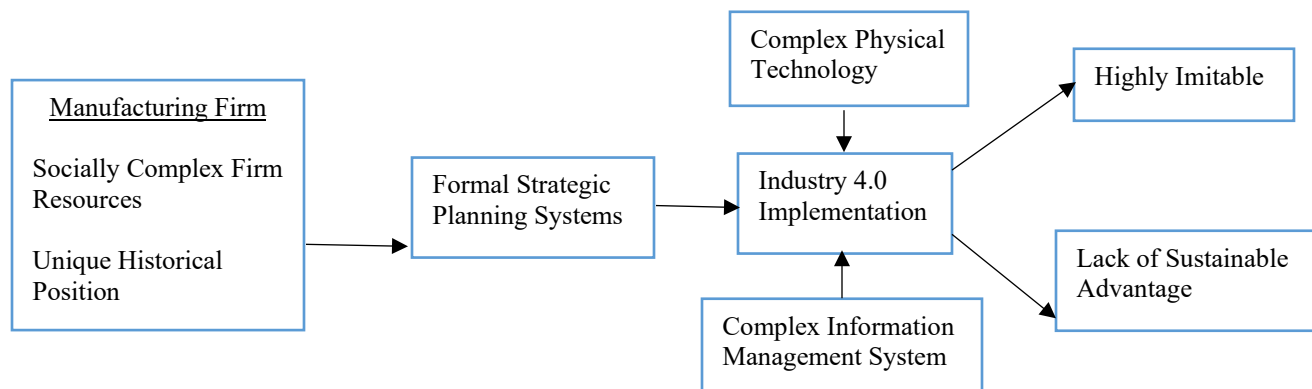 Manufacturing Firm
Socially Complex Firm
Resources
Unique Historical
Position
Formal Strategic
Planning Systems
Complex Physical
Technology
Industry 4.0
Implementation
Complex Information
Management System
Highly Imitable
Lack of Sustainable
Advantage